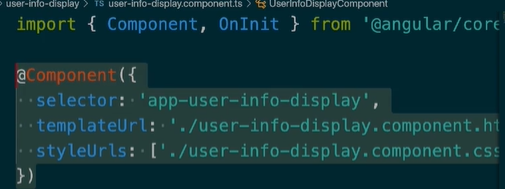 user-info-display > TS user-info-display.component.ts > UserInfoDisplayComponent
import { Component, OnInit } from '@angular/core
@Component({
selector: 'app-user-info-display',
templateUrl: './user-info-display.component.ht
styleUrls: ['./user-info-display.component.css
})